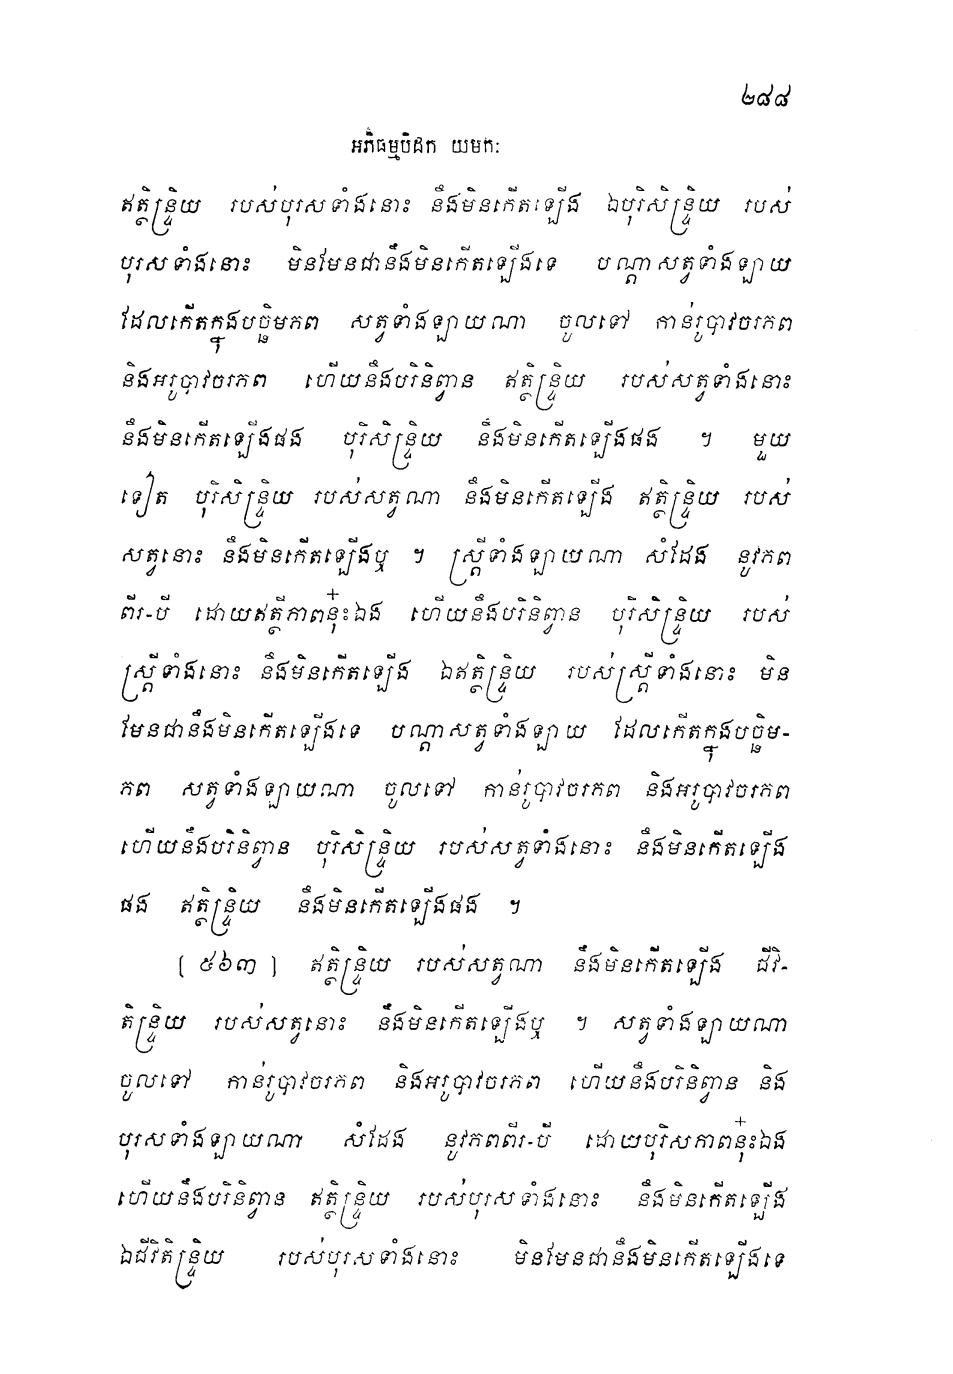 ២៨៨
អភិធម្មបិដក យមកៈ
ឥត្ថិន្ទ្រិយ របស់បុរសទាំងនោះ នឹងមិនកើតឡើង ឯបុរិសិន្ទ្រិយ របស់
បុរសទាំងនោះ មិនមែនជានឹងមិនកើតឡើងទេ បណ្តាសត្វទាំងឡាយ
ដែលកើតក្នុងបច្ឆិមភព សត្វទាំងឡាយណា ចូលទៅ កាន់រូបាវចរភព
និងអរូបាវចរភព ហើយនឹងបរិនិព្វាន ឥត្ថិន្ទ្រិយ របស់សត្វទាំងនោះ
នឹងមិនកើតឡើងផង បុរិសិន្ទ្រិយ នឹងមិនកើតឡើងផង ។ មួយ
ទៀត បុរិសិន្ទ្រិយ របស់សត្វណា នឹងមិនកើតឡើង ឥត្ថិន្ទ្រិយ របស់
សត្វនោះ នឹងមិនកើតឡើងឬ ។ ស្ត្រីទាំងឡាយណា សំដែង នូវភព
ពីរ-បី ដោយឥត្ថីភាពនុ៎ះឯង ហើយនឹងបរិនិព្វាន បុរិសិន្ទ្រិយ របស់
ស្ត្រីទាំងនោះ នឹងមិនកើតឡើង ឯឥត្ថិន្ទ្រិយ របស់ស្ត្រីទាំងនោះ មិន
មែនជានឹងមិនកើតឡើងទេ បណ្តាសត្វទាំងឡាយ ដែលកើតក្នុងបច្ឆិម-
ភព សត្វទាំងឡាយណា ចូលទៅ កាន់រូបាវចរភព និងអរូបាវចរភព
ហើយនឹងបរិនិព្វាន បុរិសិន្ទ្រិយ របស់សត្វទាំងនោះ នឹងមិនកើតឡើង
ផង ឥត្ថិន្ទ្រិយ នឹងមិនកើតឡើងផង ។
[ ៥៦៣ ] ឥត្ថិន្ទ្រិយ របស់សត្វណា នឹងមិនកើតឡើង ជីវិ-
តិន្ទ្រិយ របស់សត្វនោះ នឹងមិនកើតឡើងឬ ។ សត្វទាំងឡាយណា
ចូលទៅ កាន់រូបាវចរភព និងអរូបាវចរភព ហើយនឹងបរិនិព្វាន និង
បុរសទាំងឡាយណា សំដែង នូវភពពីរ-បី ដោយបុរិសភាពនុ៎ះឯង
ហើយនឹងបរិនិព្វាន ឥត្ថិន្ទ្រិយ របស់បុរសទាំងនោះ នឹងមិនកើតឡើង
ឯជីវិតិន្ទ្រិយ របស់បុរសទាំងនោះ មិនមែនជានឹងមិនកើតឡើងទេ